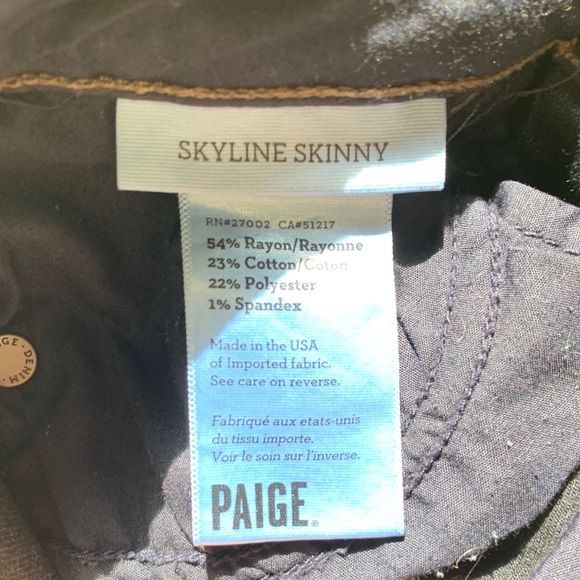 SKYLINE SKINNY
RN#27002 CA#51217
54% Rayon/Rayonne
23% Cotton/Coton
22% Polyester
1% Spandex
Made in the USA
of Imported fabric.
See care on reverse.
Fabriqué aux etats-unis
du tissu importe.
Voir le soin sur l'inverse.
PAIGE®
GE • DENIM •